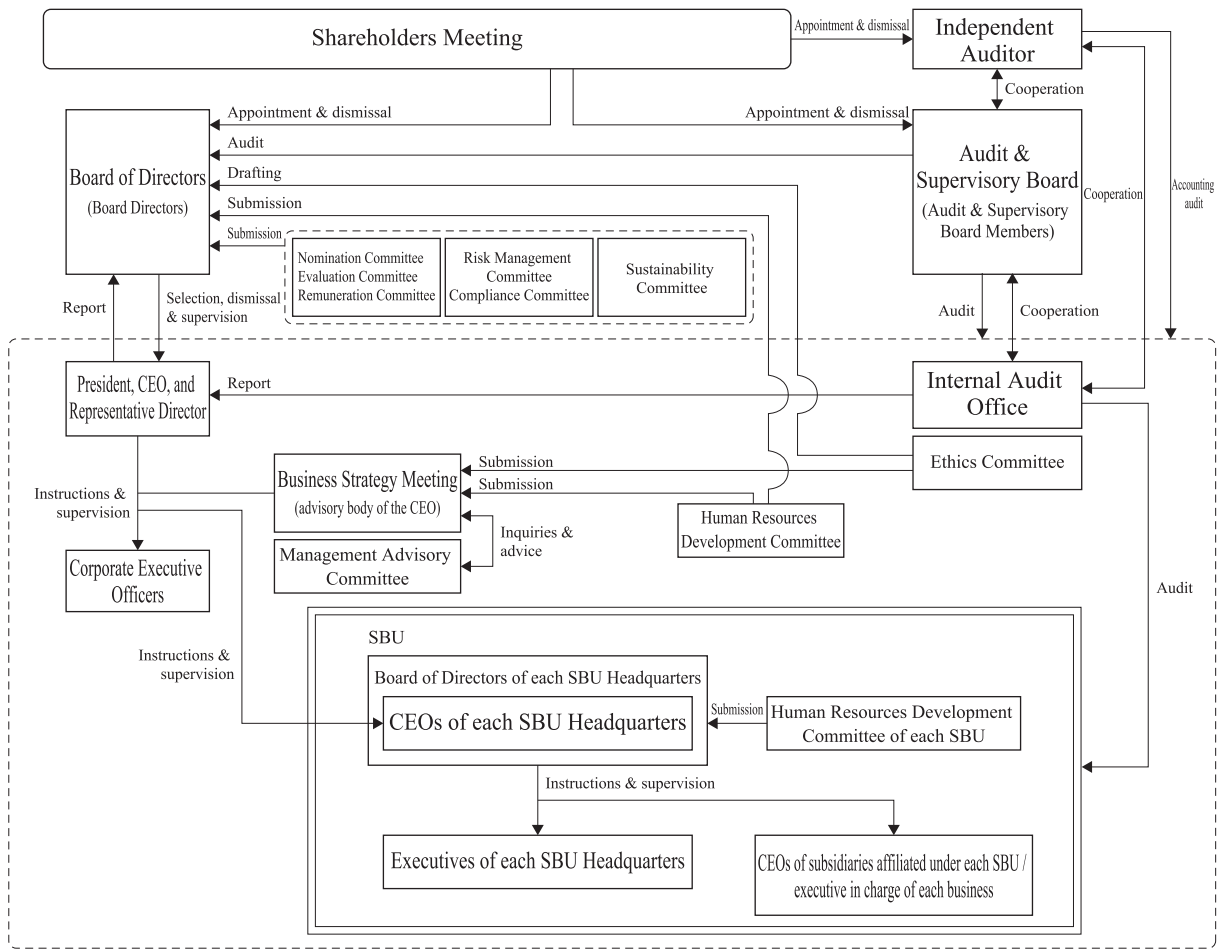 Shareholders Meeting
Appointment & dismissal
Independent
Auditor
Cooperation
Appointment & dismissal
Appointment & dismissal
Board of Directors
(Board Directors)
Audit
Drafting
Submission
Submission
Audit &
Supervisory Board
(Audit & Supervisory
Board Members)
Cooperation
Accounting
audit
Nomination Committee
Evaluation Committee
Remuneration Committee
Risk Management
Committee
Compliance Committee
Sustainability
Committee
Report
Selection, dismissal
& supervision
Audit
Cooperation
President, CEO, and
Representative Director
Report
Internal Audit
Office
Ethics Committee
Business Strategy Meeting
(advisory body of the CEO)
Submission
Submission
Instructions &
supervision
Human Resources
Development Committee
Inquiries &
advice
Management Advisory
Committee
Corporate Executive
Officers
Audit
Instructions &
supervision
SBU
Board of Directors of each SBU Headquarters
CEOs of each SBU Headquarters
Submission
Human Resources Development
Committee of each SBU
Instructions & supervision
Executives of each SBU Headquarters
CEOs of subsidiaries affiliated under each SBU /
executive in charge of each business